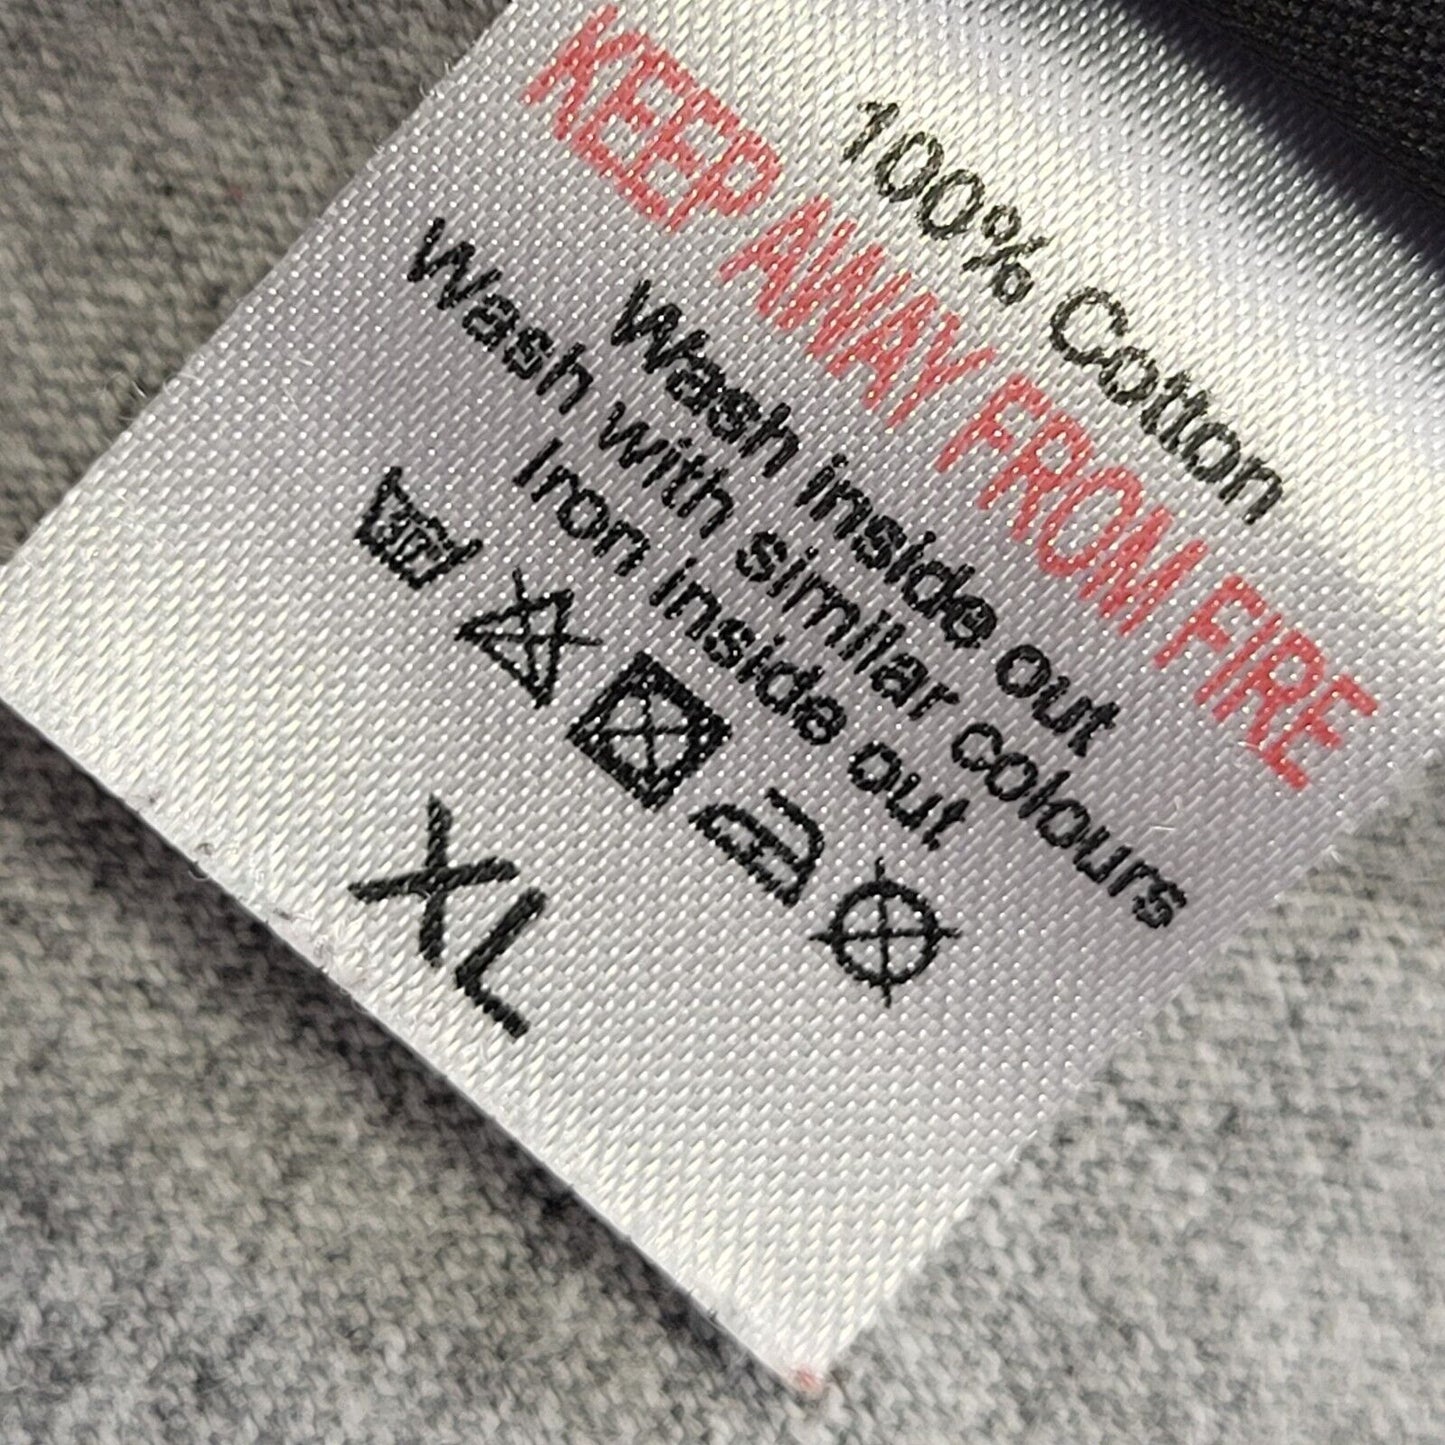 100% Cotton
KEEP AWAY FROM FIRE
Wash inside out
Wash with similar colours
Iron inside out
30
XL